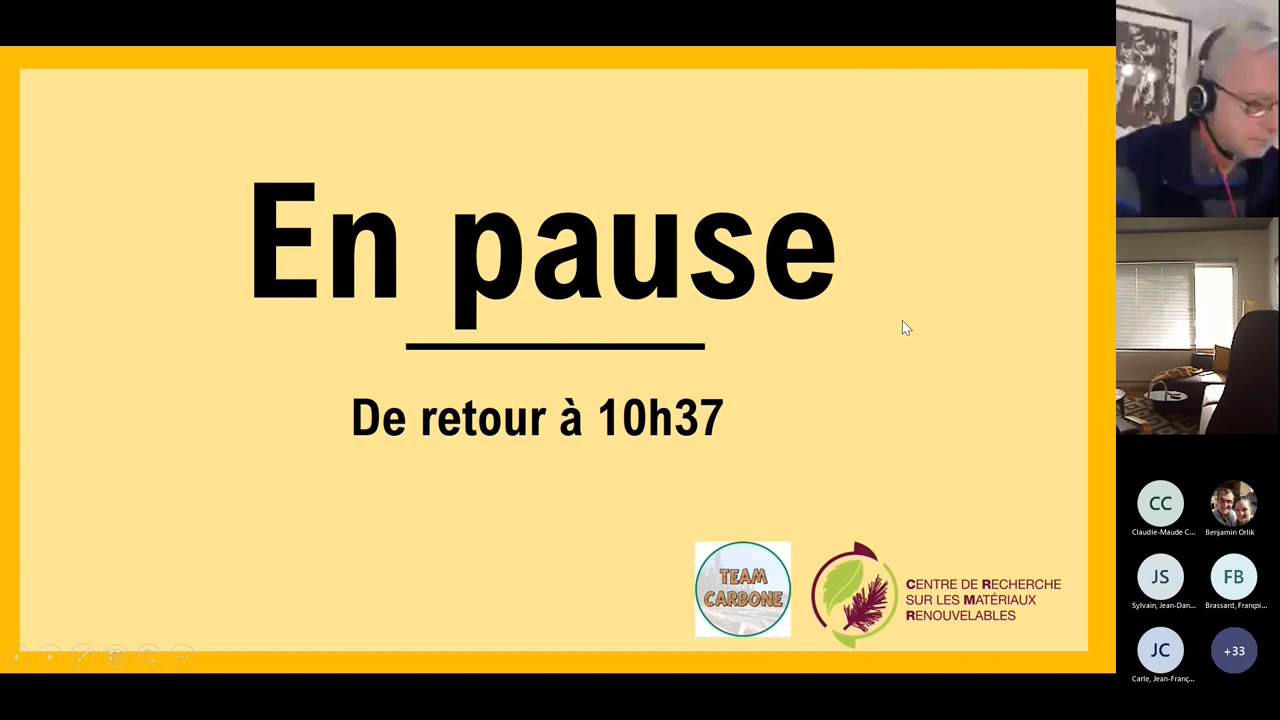 En pause
De retour à 10h37
TEAM
CARBONE
CENTRE DE RECHERCHE
SUR LES MATÉRIAUX
RENOUVELABLES
CC
Claudie-Maude C...
Benjamin Orlik
JS
Sylvain, Jean-Dan...
FB
Brassard, Françoi...
JC
Carle, Jean-Franç...
+33